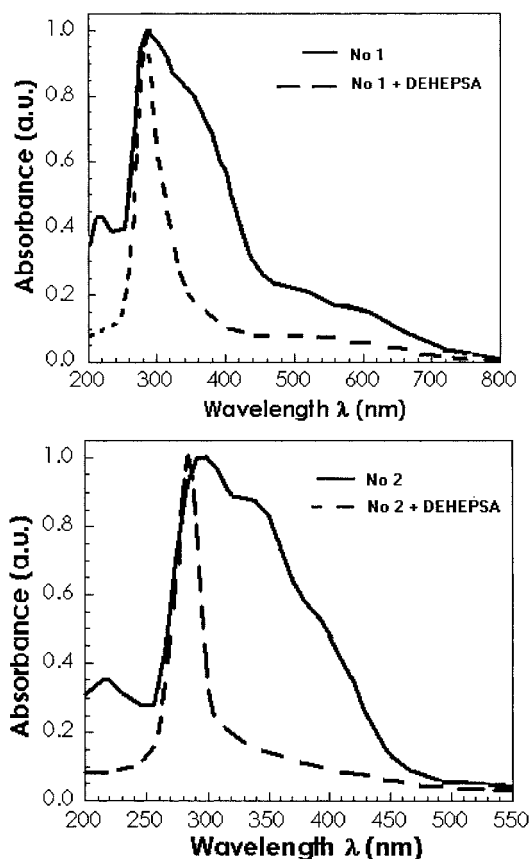 Absorbance (a.u.)
1.0
0.8
0.6
0.4
0.2
0.0
No 1
No 1 + DEHEPSA
200 300 400 500 600 700 800
Wavelength λ (nm)
Absorbance (a.u.)
1.0
0.8
0.6
0.4
0.2
0.0
No 2
No 2 + DEHEPSA
200 250 300 350 400 450 500 550
Wavelength λ (nm)